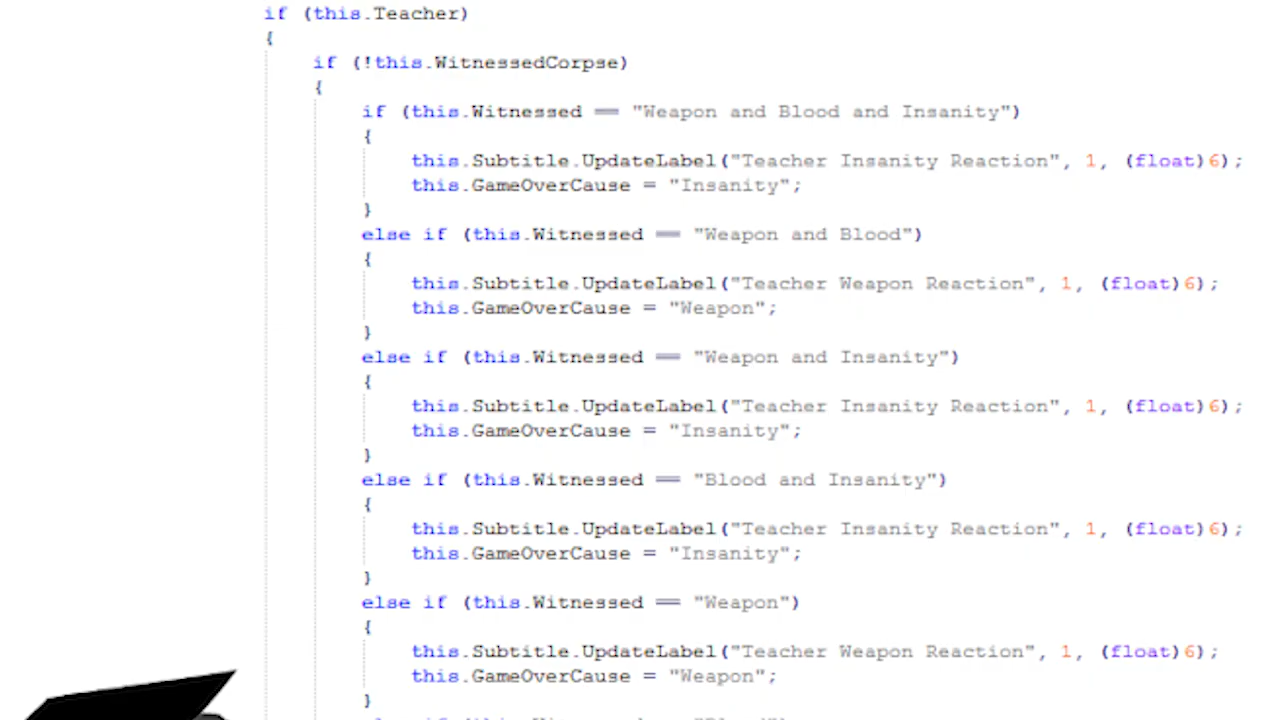 if (this.Teacher)
{
if (!this.WitnessedCorpse)
{
if (this.Witnessed == "Weapon and Blood and Insanity")
{
this.Subtitle.UpdateLabel("Teacher Insanity Reaction", 1, (float)6);
this.GameOverCause = "Insanity";
}
else if (this.Witnessed == "Weapon and Blood")
{
this.Subtitle.UpdateLabel("Teacher Weapon Reaction", 1, (float)6);
this.GameOverCause = "Weapon";
}
else if (this.Witnessed == "Weapon and Insanity")
{
this.Subtitle.UpdateLabel("Teacher Insanity Reaction", 1, (float)6);
this.GameOverCause = "Insanity";
}
else if (this.Witnessed == "Blood and Insanity")
{
this.Subtitle.UpdateLabel("Teacher Insanity Reaction", 1, (float)6);
this.GameOverCause = "Insanity";
}
else if (this.Witnessed == "Weapon")
{
this.Subtitle.UpdateLabel("Teacher Weapon Reaction", 1, (float)6);
this.GameOverCause = "Weapon";
}